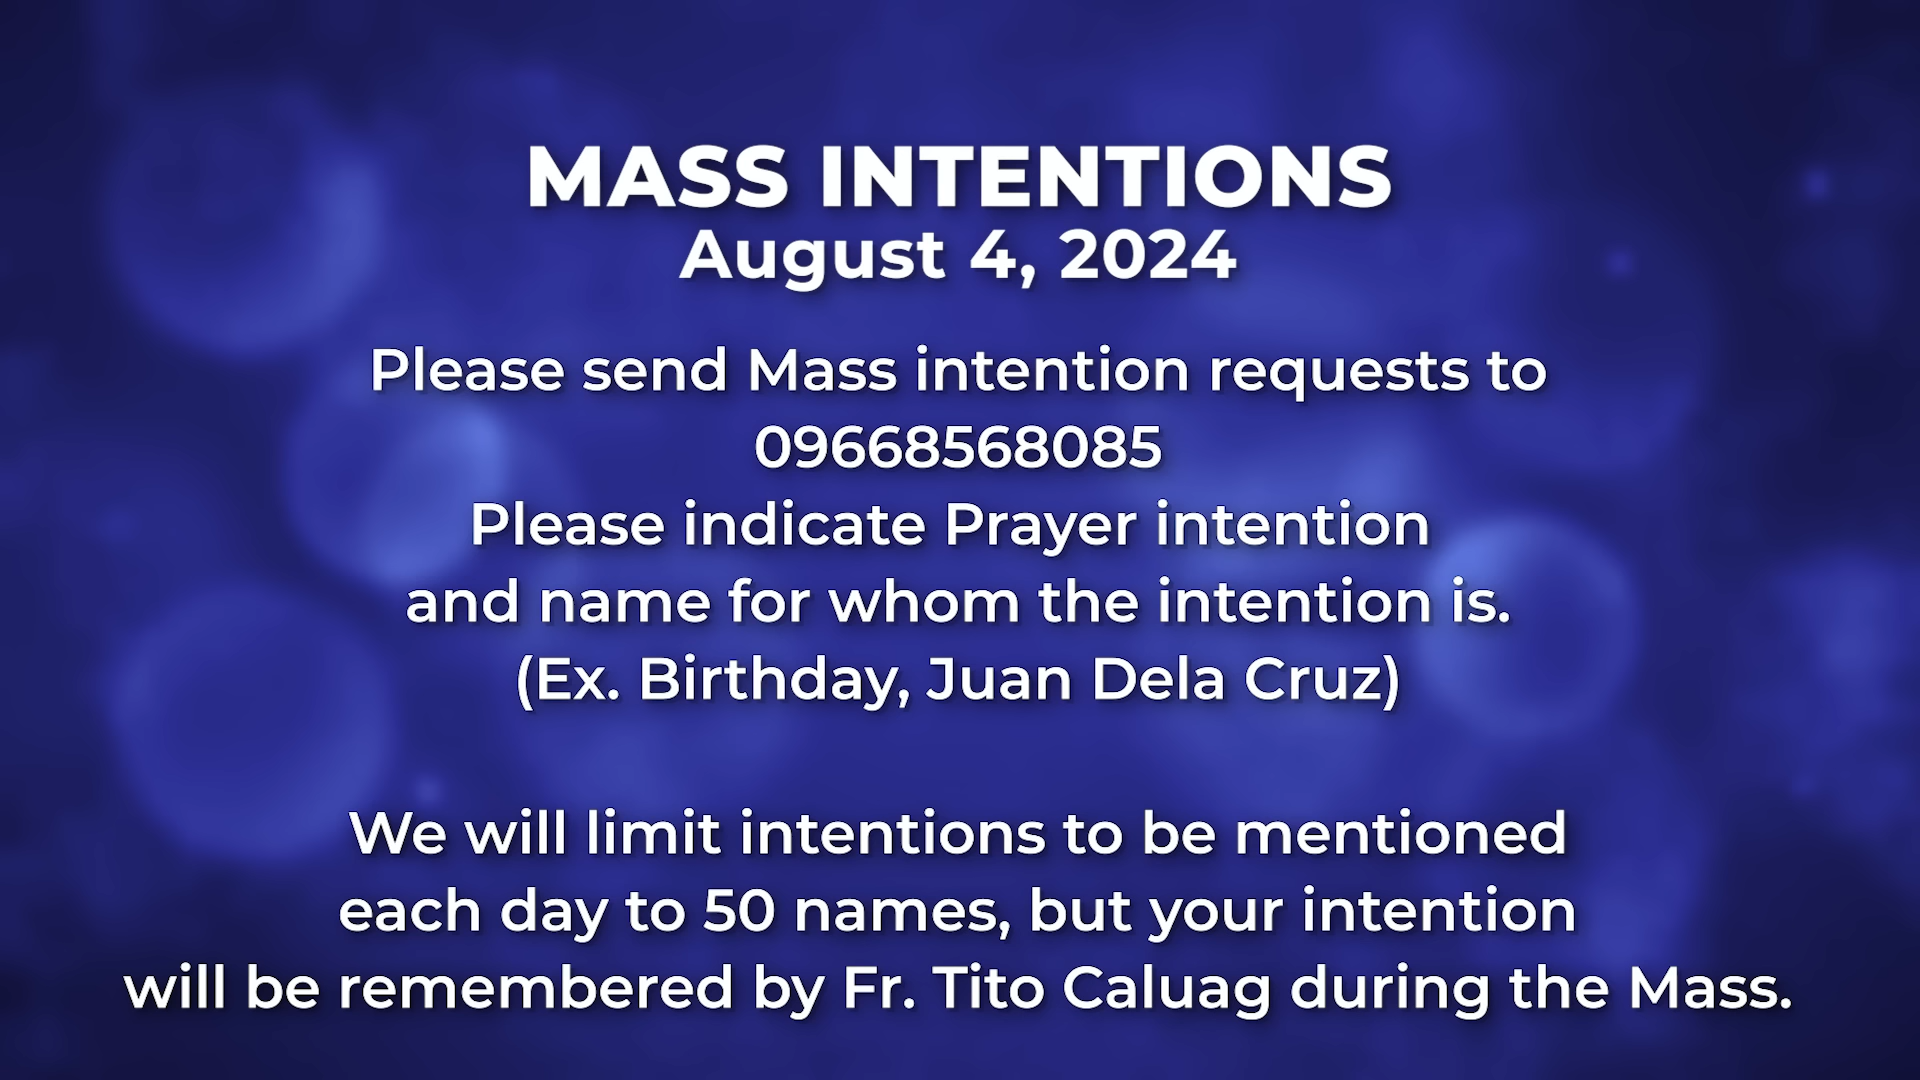 MASS INTENTIONS
August 4, 2024
Please send Mass intention requests to
09668568085
Please indicate Prayer intention
and name for whom the intention is.
(Ex. Birthday, Juan Dela Cruz)
We will limit intentions to be mentioned
each day to 50 names, but your intention
will be remembered by Fr. Tito Caluag during the Mass.